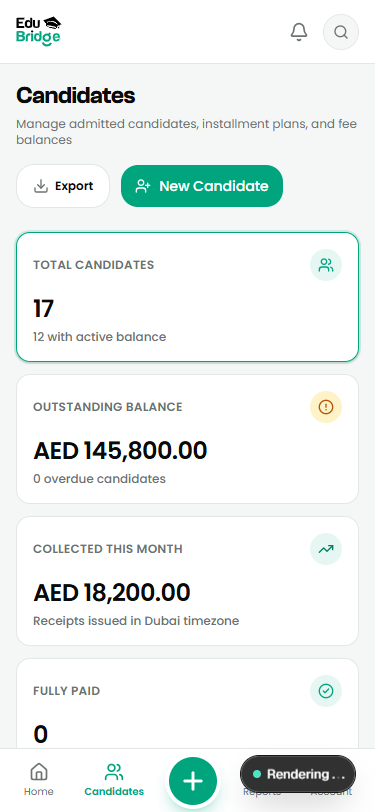 Edu
Bridge
Candidates
Manage admitted candidates, installment plans, and fee
balances
Export
New Candidate
TOTAL CANDIDATES
17
12 with active balance
OUTSTANDING BALANCE
AED 145,800.00
0 overdue candidates
COLLECTED THIS MONTH
AED 18,200.00
Receipts issued in Dubai timezone
FULLY PAID
0
Rendering...
Home
Candidates
Reports
Account